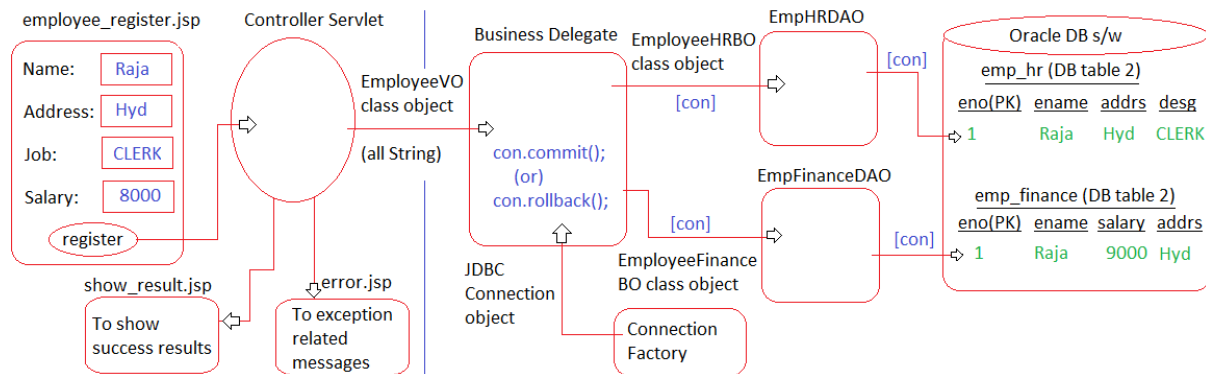 employee_register.jsp
Name: Raja
Address: Hyd
Job: CLERK
Salary: 8000
register
Controller Servlet
EmployeeVO
class object
(all String)
show_result.jsp
To show
success results
error.jsp
To exception
related
messages
Business Delegate
con.commit();
(or)
con.rollback();
JDBC
Connection
object
Connection
Factory
EmployeeHRBO
class object
[con]
EmpHRDAO
[con]
[con]
EmployeeFinance
BO class object
EmpFinanceDAO
[con]
Oracle DB s/w
emp_hr (DB table 2)
eno(PK) ename addrs desg
1 Raja Hyd CLERK
emp_finance (DB table 2)
eno(PK) ename salary addrs
1 Raja 9000 Hyd